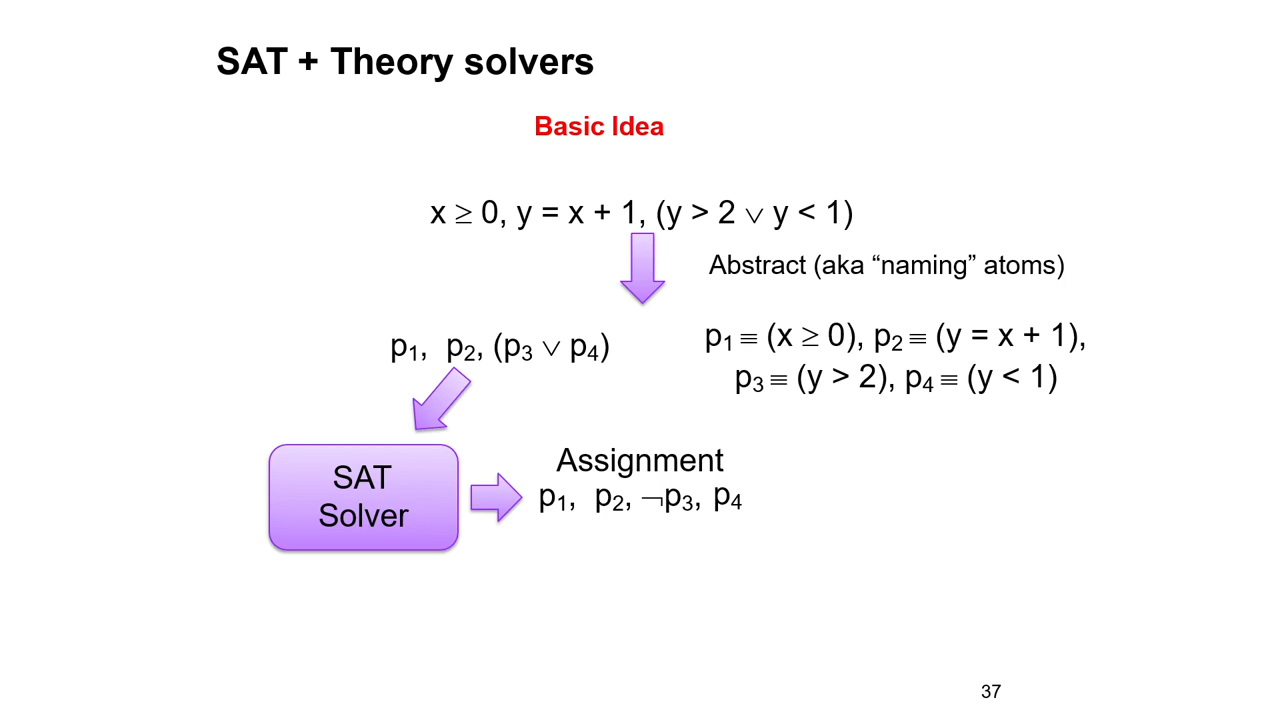 SAT + Theory solvers
Basic Idea
x ≥ 0, y = x + 1, (y > 2 ∨ y < 1)
Abstract (aka “naming” atoms)
p₁, p₂, (p₃ ∨ p₄)
p₁ ≡ (x ≥ 0), p₂ ≡ (y = x + 1),
p₃ ≡ (y > 2), p₄ ≡ (y < 1)
SAT
Solver
Assignment
p₁, p₂, ¬p₃, p₄
37